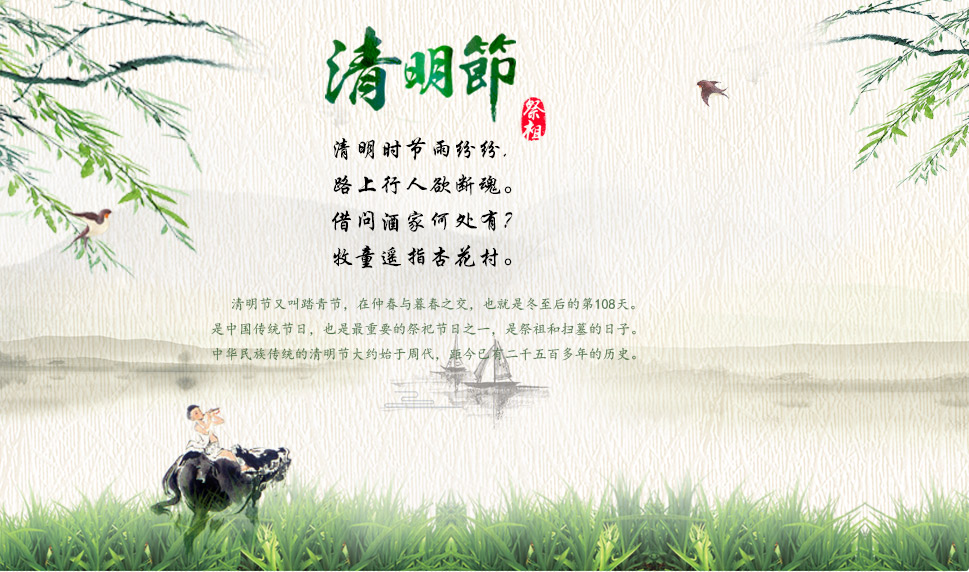 清明節
祭祖
清明时节雨纷纷,
路上行人欲断魂。
借问酒家何处有?
牧童遥指杏花村。
清明节又叫踏青节，在仲春与暮春之交，也就是冬至后的第108天。
是中国传统节日，也是最重要的祭祀节日之一，是祭祖和扫墓的日子。
中华民族传统的清明节大约始于周代，距今已有二千五百多年的历史。